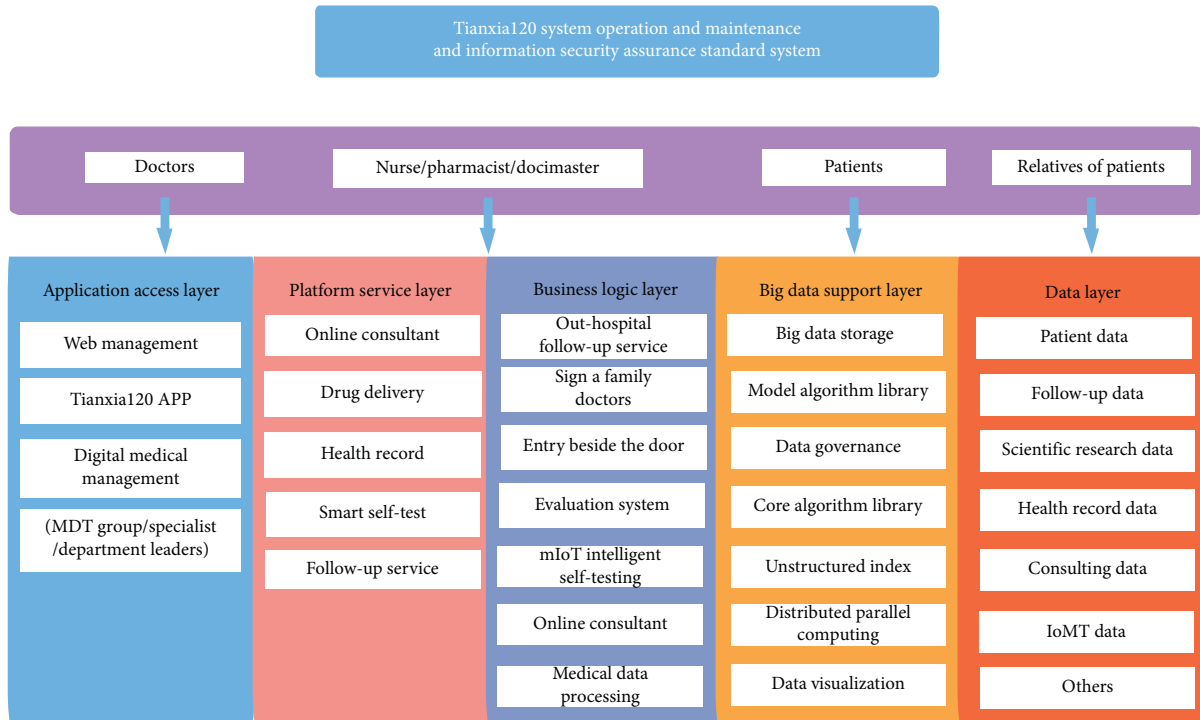 Tianxia120 system operation and maintenance
and information security assurance standard system
Doctors
Nurse/pharmacist/docimaster
Patients
Relatives of patients
Application access layer
Web management
Tianxia120 APP
Digital medical
management
(MDT group/specialist
/department leaders)
Platform service layer
Online consultant
Drug delivery
Health record
Smart self-test
Follow-up service
Business logic layer
Out-hospital
follow-up service
Sign a family
doctors
Entry beside the door
Evaluation system
mIoT intelligent
self-testing
Online consultant
Medical data
processing
Big data support layer
Big data storage
Model algorithm library
Data governance
Core algorithm library
Unstructured index
Distributed parallel
computing
Data visualization
Data layer
Patient data
Follow-up data
Scientific research data
Health record data
Consulting data
IoMT data
Others